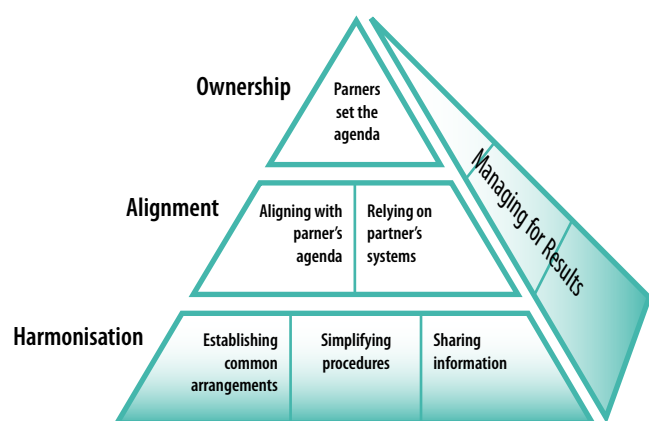 Ownership
Parners
set the
agenda
Managing for Results
Alignment
Aligning with
parner's
agenda
Relying on
partner's
systems
Harmonisation
Establishing
common
arrangements
Simplifying
procedures
Sharing
information